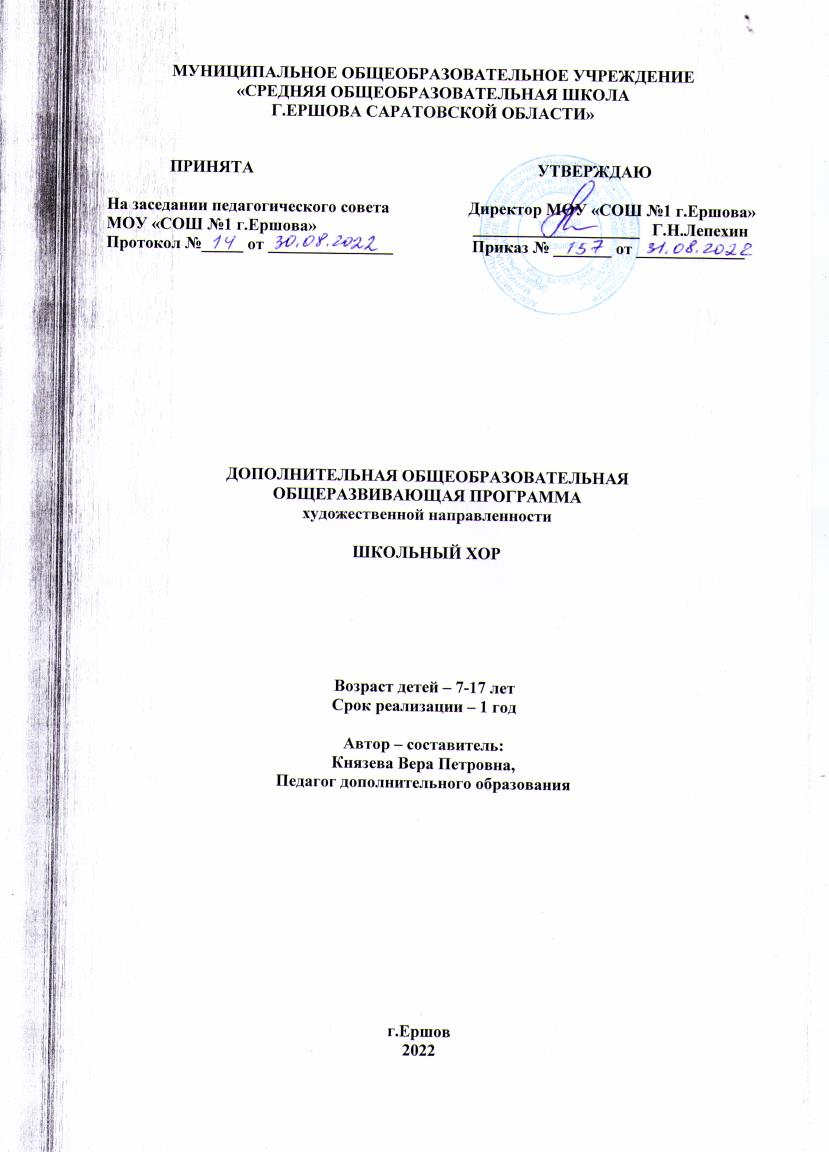 МУНИЦИПАЛЬНОЕ ОБЩЕОБРАЗОВАТЕЛЬНОЕ УЧРЕЖДЕНИЕ
«СРЕДНЯЯ ОБЩЕОБРАЗОВАТЕЛЬНАЯ ШКОЛА
Г.ЕРШОВА САРАТОВСКОЙ ОБЛАСТИ»
ПРИНЯТА
На заседании педагогического совета
МОУ «СОШ №1 г.Ершова»
Протокол № 14 от 30.08.2022
УТВЕРЖДАЮ
Директор МОУ «СОШ №1 г.Ершова»
Г.Н.Лепехин
Приказ № 157 от 31.08.2022
ДОПОЛНИТЕЛЬНАЯ ОБЩЕОБРАЗОВАТЕЛЬНАЯ
ОБЩЕРАЗВИВАЮЩАЯ ПРОГРАММА
художественной направленности
ШКОЛЬНЫЙ ХОР
Возраст детей – 7-17 лет
Срок реализации – 1 год
Автор – составитель:
Князева Вера Петровна,
Педагог дополнительного образования
г.Ершов
2022